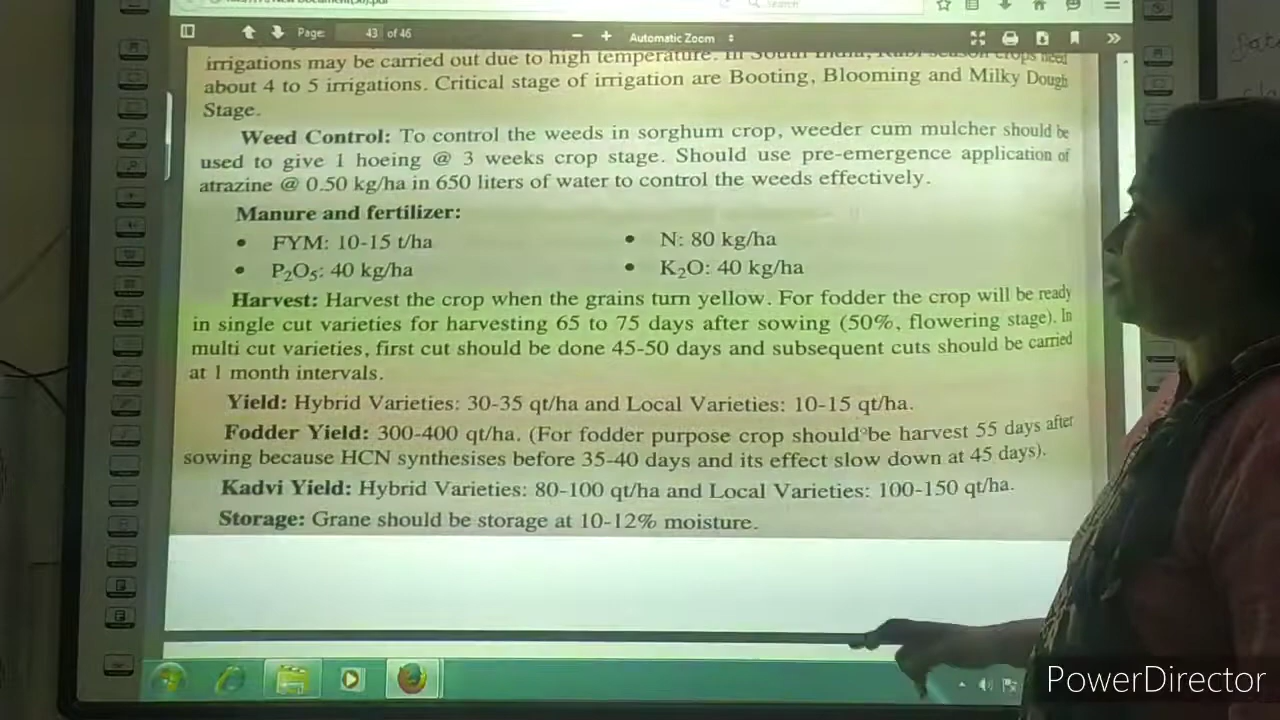 Page: 43 of 46 Automatic Zoom
irrigations may be carried out due to high temperature. In South India, Rabi season crops need
about 4 to 5 irrigations. Critical stage of irrigation are Booting, Blooming and Milky Dough
Stage.
Weed Control: To control the weeds in sorghum crop, weeder cum mulcher should be
used to give 1 hoeing @ 3 weeks crop stage. Should use pre-emergence application of
atrazine @ 0.50 kg/ha in 650 liters of water to control the weeds effectively.
Manure and fertilizer:
• FYM: 10-15 t/ha • N: 80 kg/ha
• P₂O₅: 40 kg/ha • K₂O: 40 kg/ha
Harvest: Harvest the crop when the grains turn yellow. For fodder the crop will be ready
in single cut varieties for harvesting 65 to 75 days after sowing (50%, flowering stage). In
multi cut varieties, first cut should be done 45-50 days and subsequent cuts should be carried
at 1 month intervals.
Yield: Hybrid Varieties: 30-35 qt/ha and Local Varieties: 10-15 qt/ha.
Fodder Yield: 300-400 qt/ha. (For fodder purpose crop should be harvest 55 days after
sowing because HCN synthesises before 35-40 days and its effect slow down at 45 days).
Kadvi Yield: Hybrid Varieties: 80-100 qt/ha and Local Varieties: 100-150 qt/ha.
Storage: Grane should be storage at 10-12% moisture.
PowerDirector